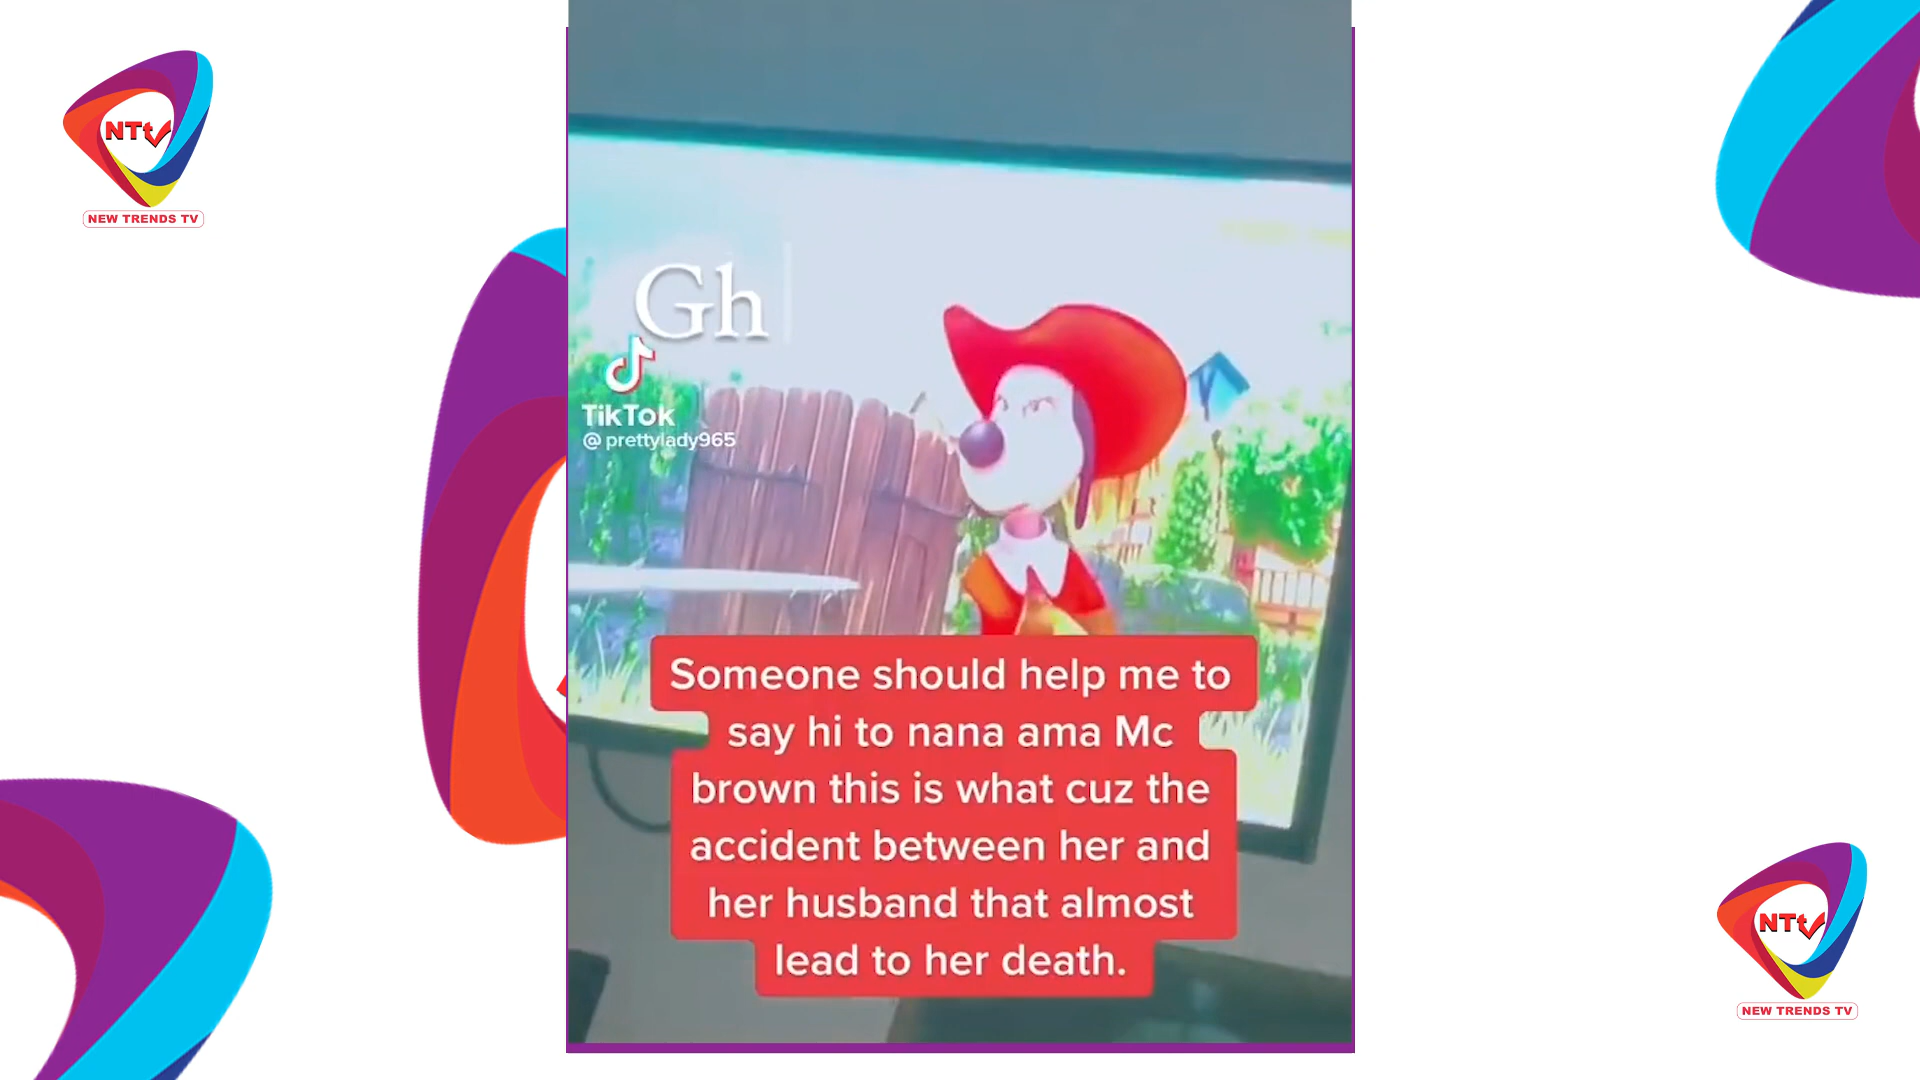 NTtv
NEW TRENDS TV
Gh
TikTok
@prettylady965
Someone should help me to
say hi to nana ama Mc
brown this is what cuz the
accident between her and
her husband that almost
lead to her death.
NTtv
NEW TRENDS TV